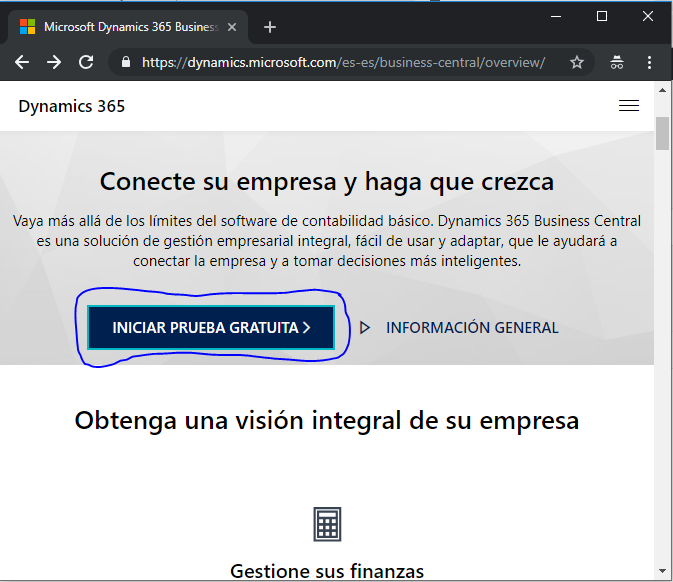 Microsoft Dynamics 365 Busines
https://dynamics.microsoft.com/es-es/business-central/overview/
Dynamics 365
Conecte su empresa y haga que crezca
Vaya más allá de los límites del software de contabilidad básico. Dynamics 365 Business Central
es una solución de gestión empresarial integral, fácil de usar y adaptar, que le ayudará a
conectar la empresa y a tomar decisiones más inteligentes.
INICIAR PRUEBA GRATUITA
INFORMACIÓN GENERAL
Obtenga una visión integral de su empresa
Gestione sus finanzas